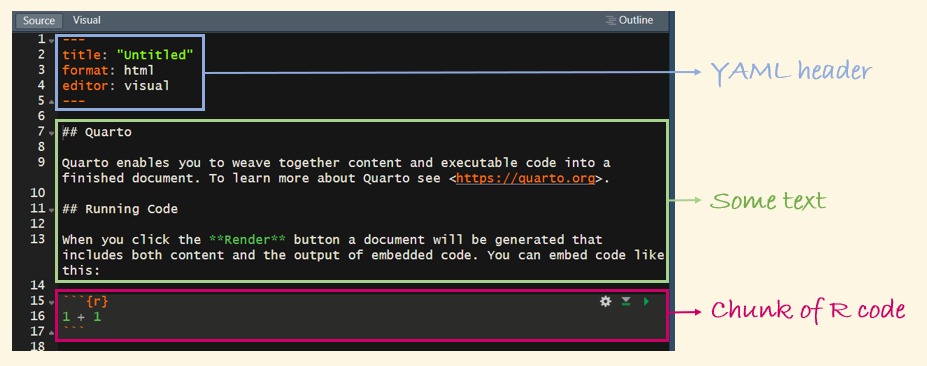 Source Visual Outline
1 ---
2 title: "Untitled"
3 format: html
4 editor: visual
5 ---
6
7 ## Quarto
8
9 Quarto enables you to weave together content and executable code into a
finished document. To learn more about Quarto see <https://quarto.org>.
10
11 ## Running Code
12
13 When you click the **Render** button a document will be generated that
includes both content and the output of embedded code. You can embed code like
this:
14
15 ```{r}
16 1 + 1
17 ```
18
YAML header
Some text
Chunk of R code